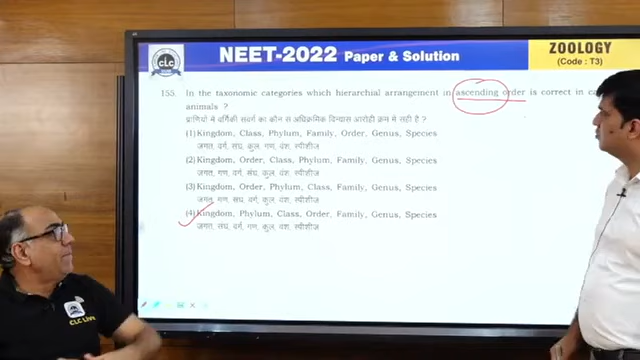 CLC
NEET-2022 Paper & Solution
ZOOLOGY
(Code : T3)
155. In the taxonomic categories which hierarchial arrangement in ascending order is correct in
animals ?
प्राणियों में वर्गिकी संवर्ग का कौन सा अधिक्रमिक विन्यास आरोही क्रम में सही है ?
(1) Kingdom, Class, Phylum, Family, Order, Genus, Species
जगत, वर्ग, संघ, कुल, गण, वंश, स्पीशीज
(2) Kingdom, Order, Class, Phylum, Family, Genus, Species
जगत, गण, वर्ग, संघ, कुल, वंश, स्पीशीज
(3) Kingdom, Order, Phylum, Class, Family, Genus, Species
जगत, गण, संघ, वर्ग, कुल, वंश, स्पीशीज
(4) Kingdom, Phylum, Class, Order, Family, Genus, Species
जगत, संघ, वर्ग, गण, कुल, वंश, स्पीशीज
CLC LIVE